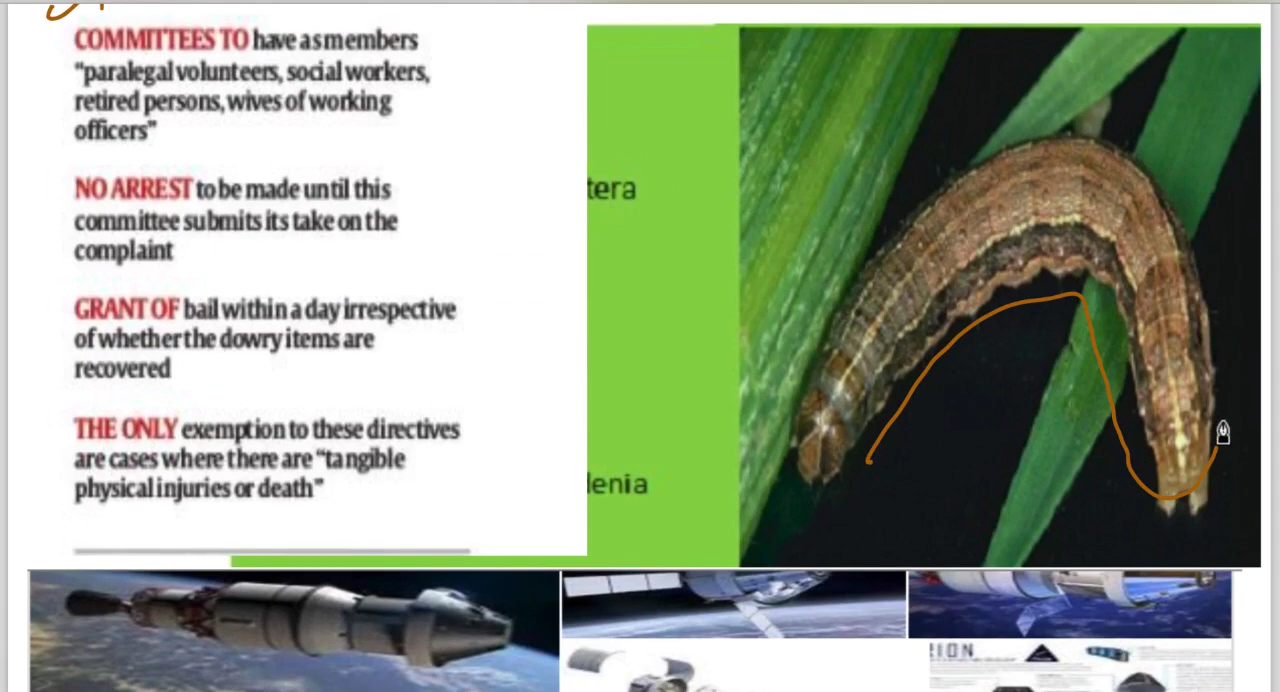 COMMITTEES TO have as members
“paralegal volunteers, social workers,
retired persons, wives of working
officers”
NO ARREST to be made until this
committee submits its take on the
complaint
GRANT OF bail within a day irrespective
of whether the dowry items are
recovered
THE ONLY exemption to these directives
are cases where there are “tangible
physical injuries or death”
tera
lenia
RION